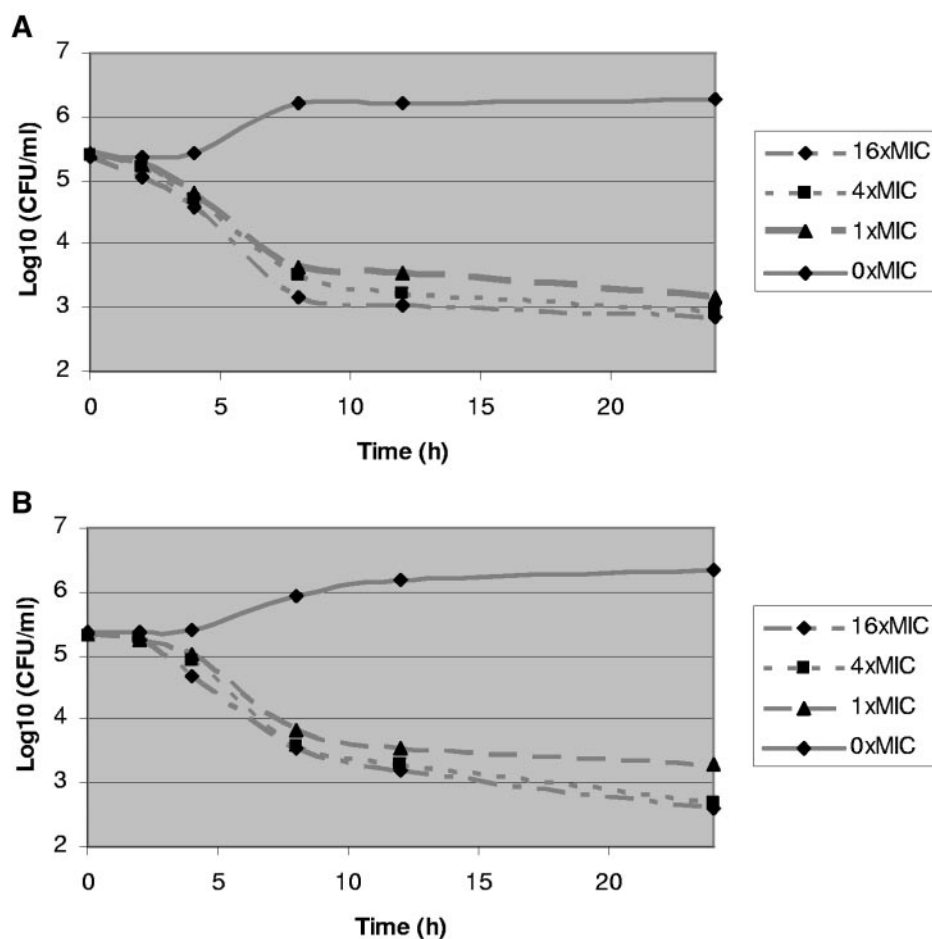 A
7
6
5
4
3
2
Log10 (CFU/ml)
0 5 10 15 20
Time (h)
16xMIC
4xMIC
1xMIC
0xMIC
B
7
6
5
4
3
2
Log10 (CFU/ml)
0 5 10 15 20
Time (h)
16xMIC
4xMIC
1xMIC
0xMIC